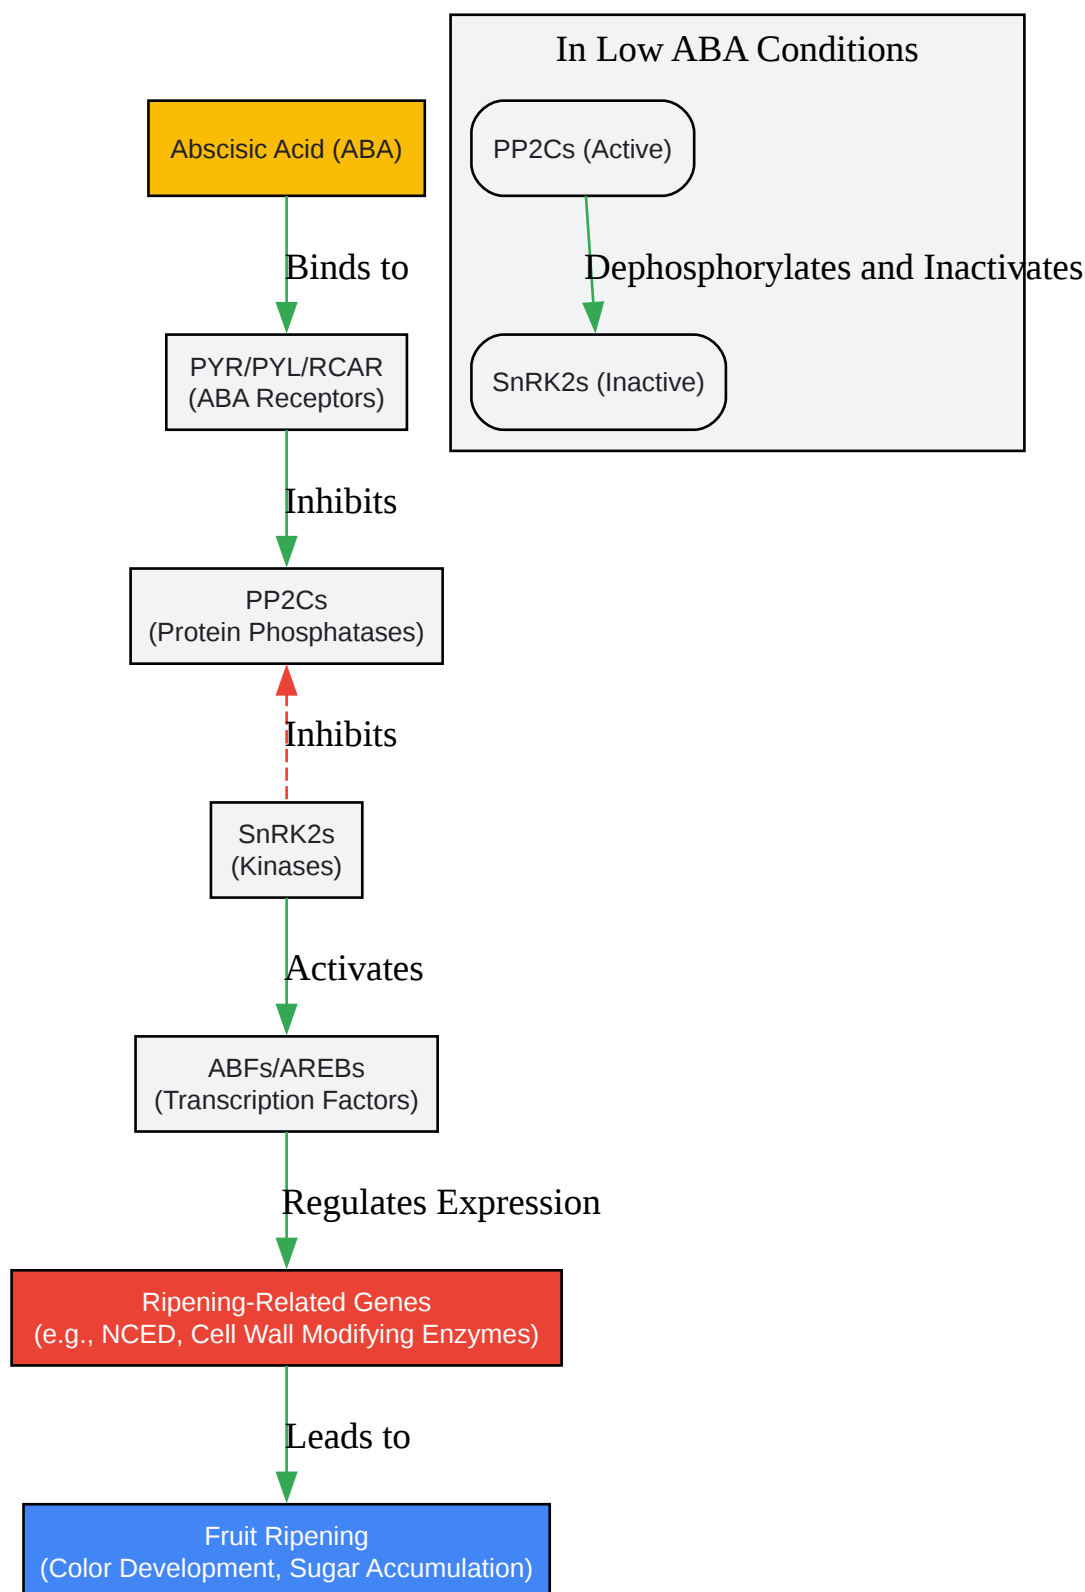 In Low ABA Conditions
Abscisic Acid (ABA)
PP2Cs (Active)
Binds to
Dephosphorylates and Inactivates
PYR/PYL/RCAR
(ABA Receptors)
SnRK2s (Inactive)
Inhibits
PP2Cs
(Protein Phosphatases)
Inhibits
SnRK2s
(Kinases)
Activates
ABFs/AREBs
(Transcription Factors)
Regulates Expression
Ripening-Related Genes
(e.g., NCED, Cell Wall Modifying Enzymes)
Leads to
Fruit Ripening
(Color Development, Sugar Accumulation)